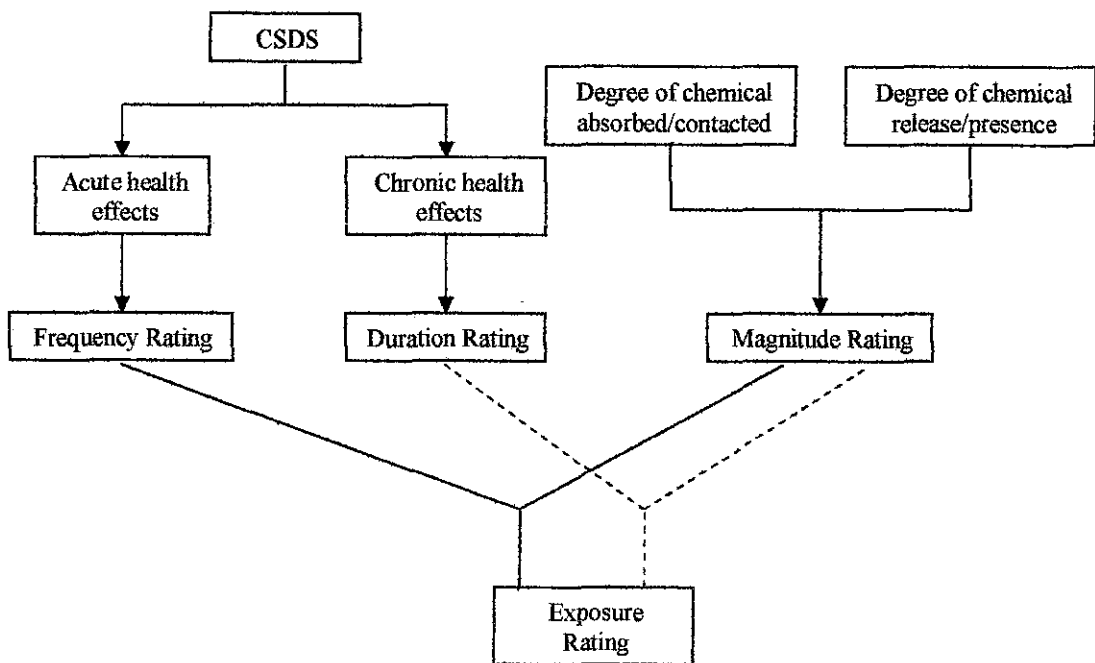 CSDS
Degree of chemical
absorbed/contacted
Degree of chemical
release/presence
Acute health
effects
Chronic health
effects
Frequency Rating
Duration Rating
Magnitude Rating
Exposure
Rating